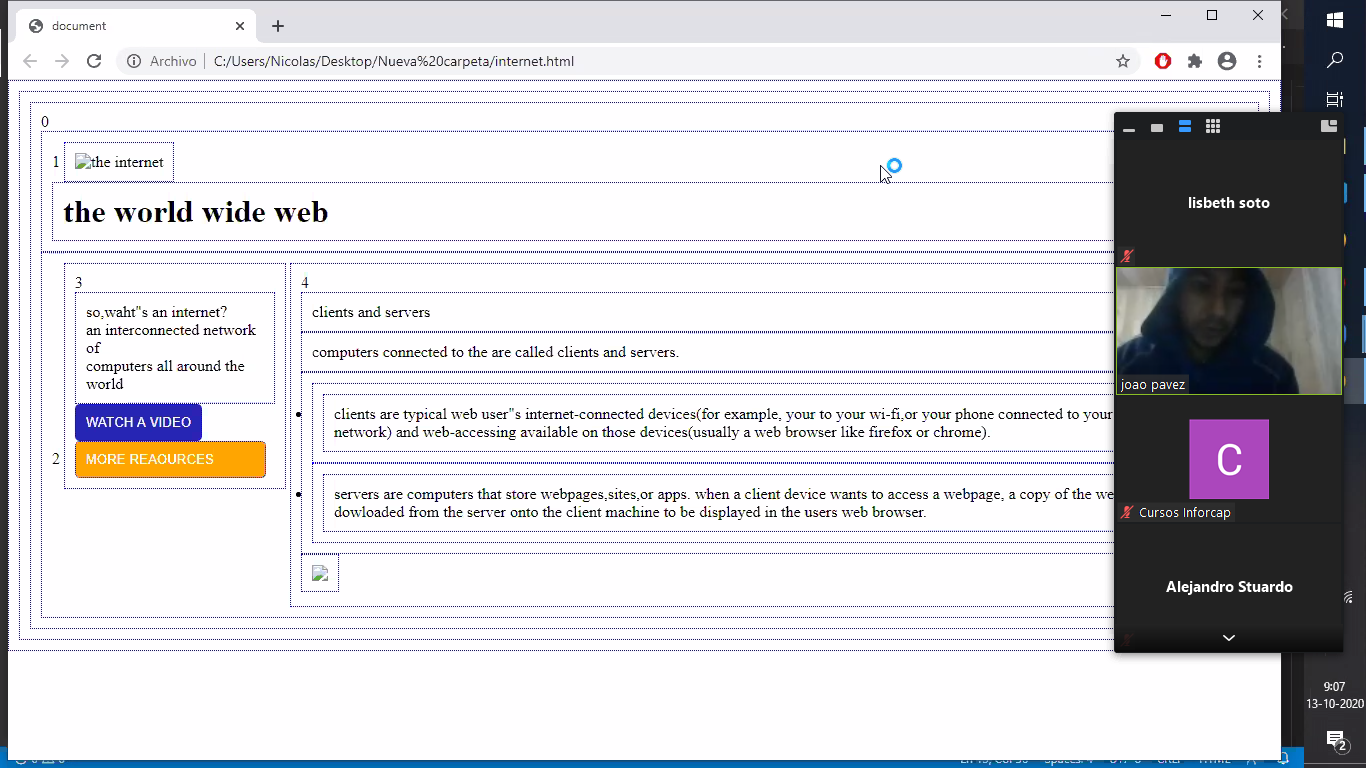 document
Archivo
C:/Users/Nicolas/Desktop/Nueva%20carpeta/internet.html
0
1
the internet
the world wide web
3
so,waht"s an internet?
an interconnected network
of
computers all around the
world
WATCH A VIDEO
2
MORE REAOURCES
4
clients and servers
computers connected to the are called clients and servers.
clients are typical web user"s internet-connected devices(for example, your to your wi-fi,or your phone connected to your
network) and web-accessing available on those devices(usually a web browser like firefox or chrome).
servers are computers that store webpages,sites,or apps. when a client device wants to access a webpage, a copy of the we
dowloaded from the server onto the client machine to be displayed in the users web browser.
lisbeth soto
joao pavez
C
Cursos Inforcap
Alejandro Stuardo
9:07
13-10-2020
2